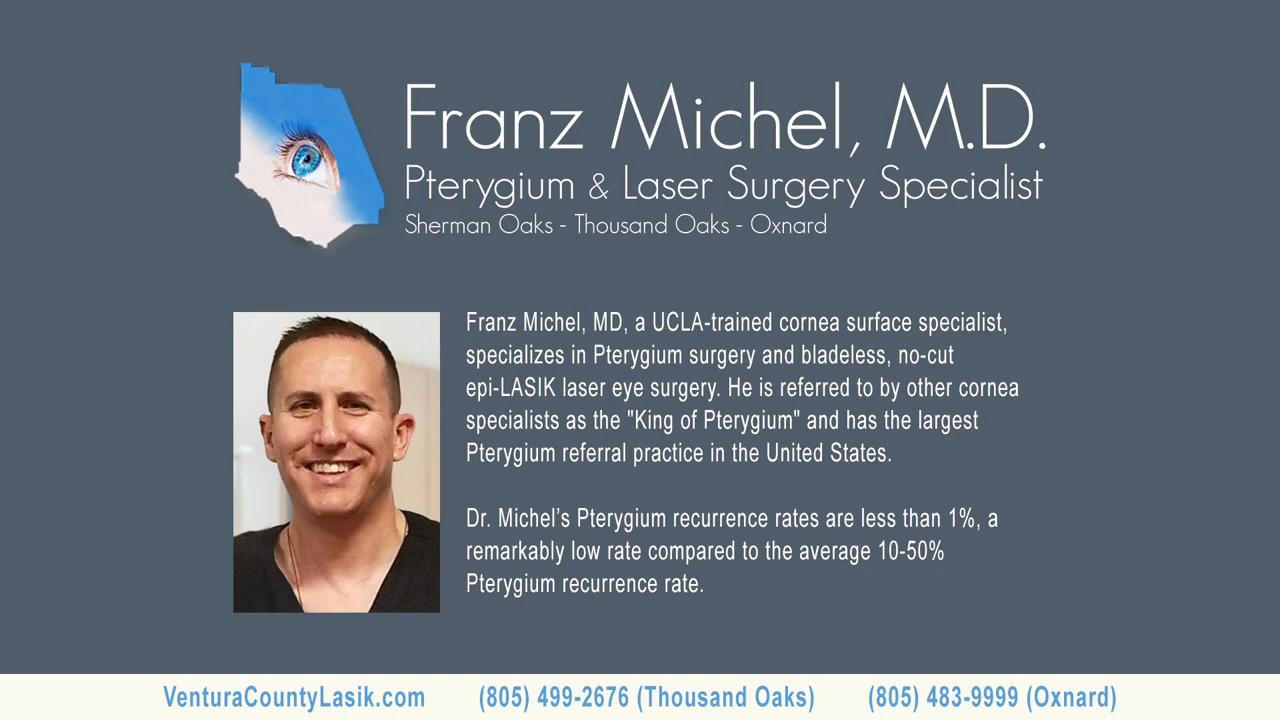 Franz Michel, M.D.
Pterygium & Laser Surgery Specialist
Sherman Oaks - Thousand Oaks - Oxnard
Franz Michel, MD, a UCLA-trained cornea surface specialist,
specializes in Pterygium surgery and bladeless, no-cut
epi-LASIK laser eye surgery. He is referred to by other cornea
specialists as the "King of Pterygium" and has the largest
Pterygium referral practice in the United States.
Dr. Michel’s Pterygium recurrence rates are less than 1%, a
remarkably low rate compared to the average 10-50%
Pterygium recurrence rate.
VenturaCountyLasik.com (805) 499-2676 (Thousand Oaks) (805) 483-9999 (Oxnard)